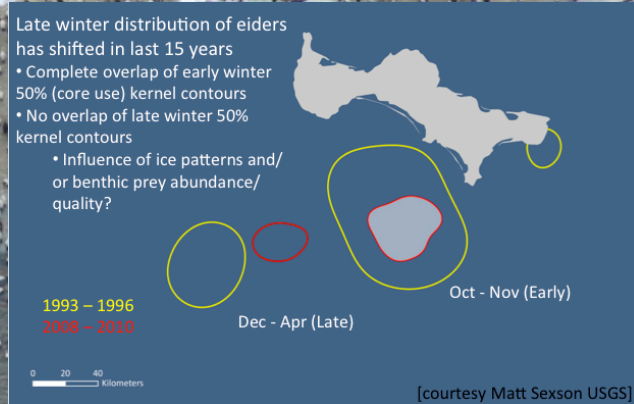 Late winter distribution of eiders
has shifted in last 15 years
• Complete overlap of early winter
50% (core use) kernel contours
• No overlap of late winter 50%
kernel contours
• Influence of ice patterns and/
or benthic prey abundance/
quality?
Oct - Nov (Early)
1993 – 1996
2008 – 2010
Dec - Apr (Late)
0 20 40
Kilometers
[courtesy Matt Sexson USGS]